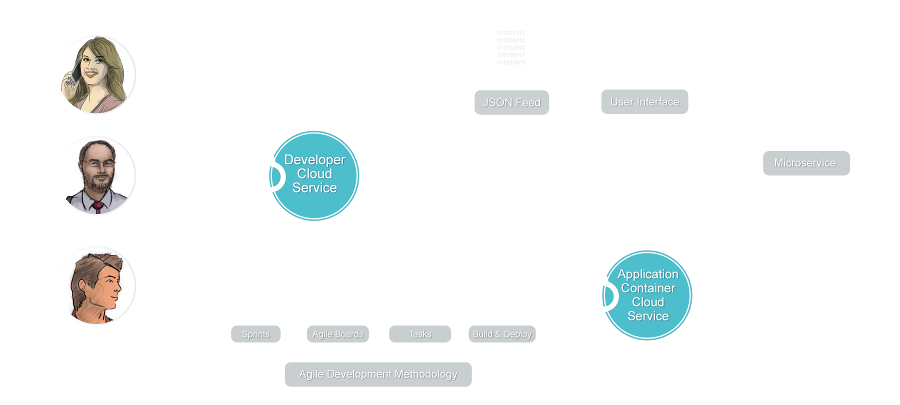 JSON Feed
User Interface
Developer
Cloud
Service
Microservice
Application
Container
Cloud
Service
Sprints
Agile Boards
Tasks
Build & Deploy
Agile Development Methodology